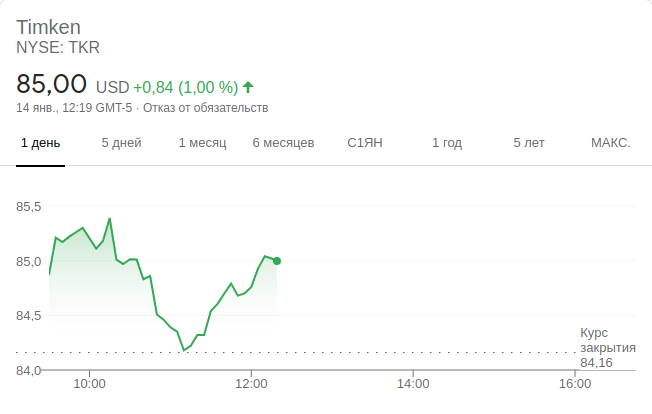 Timken
NYSE: TKR
85,00 USD +0,84 (1,00 %)
14 янв., 12:19 GMT-5 · Отказ от обязательств
1 день 5 дней 1 месяц 6 месяцев С1ЯН 1 год 5 лет МАКС.
85,5
85,0
84,5
Курс
закрытия
84,16
84,0
10:00 12:00 14:00 16:00